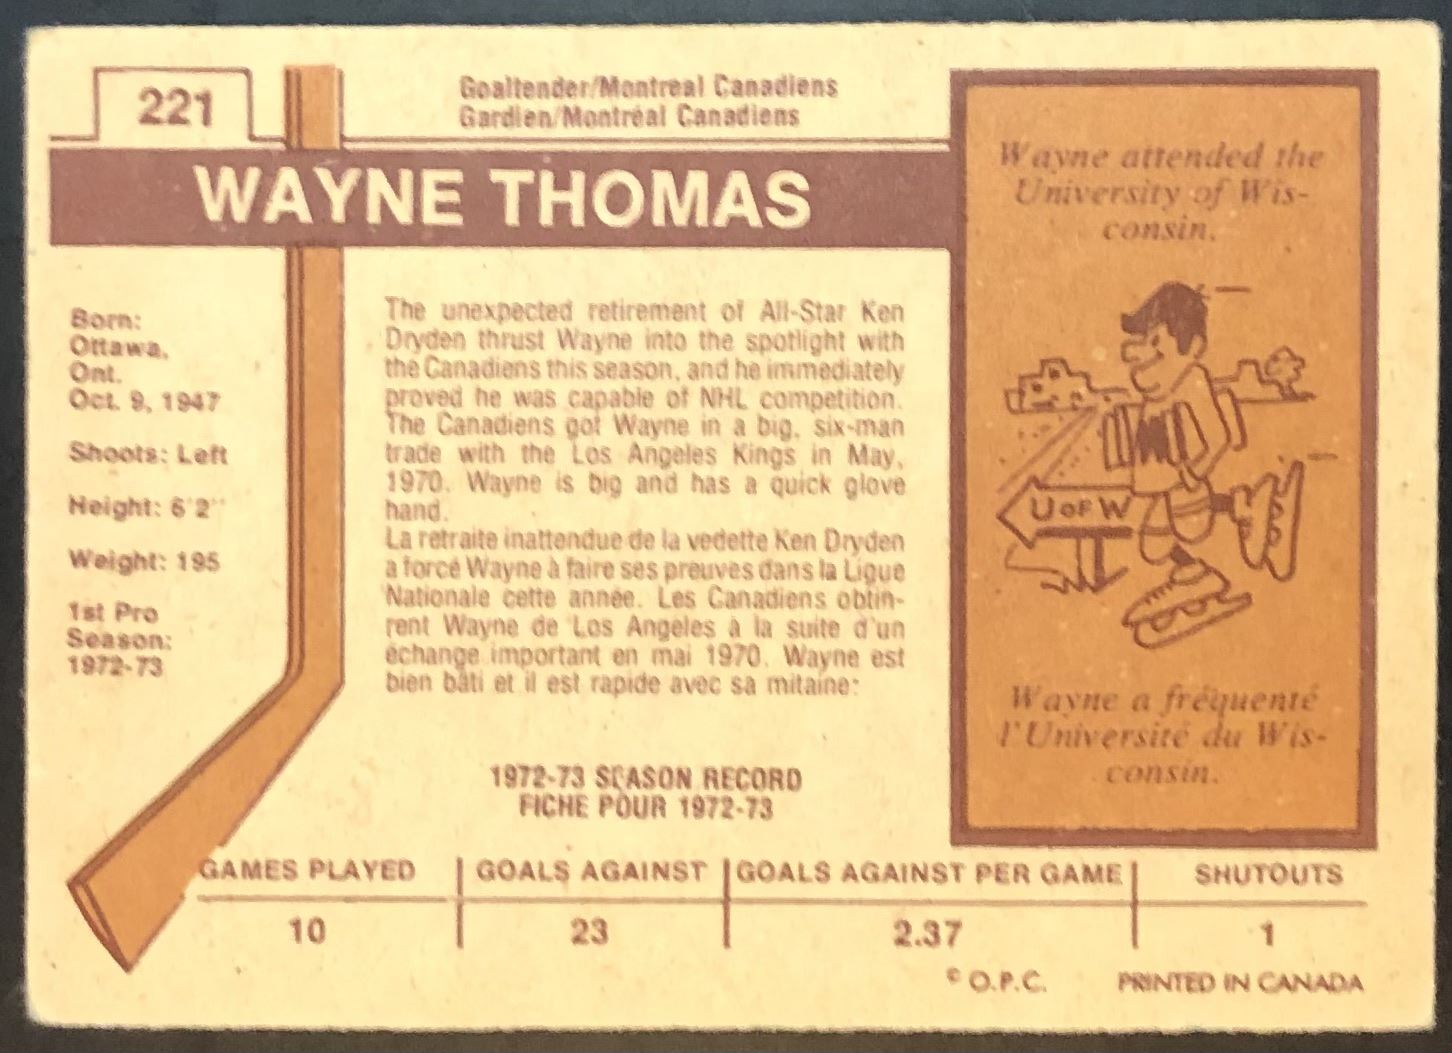 221
Goaltender/Montreal Canadiens
Gardien/Montréal Canadiens
WAYNE THOMAS
Born:
Ottawa,
Ont.
Oct. 9, 1947
Shoots: Left
Height: 6'2"
Weight: 195
1st Pro
Season:
1972-73
The unexpected retirement of All-Star Ken
Dryden thrust Wayne into the spotlight with
the Canadiens this season, and he immediately
proved he was capable of NHL competition.
The Canadiens got Wayne in a big, six-man
trade with the Los Angeles Kings in May,
1970. Wayne is big and has a quick glove
hand.
La retraite inattendue de la vedette Ken Dryden
a forcé Wayne à faire ses preuves dans la Ligue
Nationale cette année. Les Canadiens obtin-
rent Wayne de Los Angeles à la suite d'un
échange important en mai 1970. Wayne est
bien bâti et il est rapide avec sa mitaine:
Wayne attended the
University of Wis-
consin.
U OF W
Wayne a fréquenté
l'Université du Wis-
consin.
1972-73 SEASON RECORD
FICHE POUR 1972-73
GAMES PLAYED GOALS AGAINST GOALS AGAINST PER GAME SHUTOUTS
10 23 2.37 1
© O.P.C. PRINTED IN CANADA